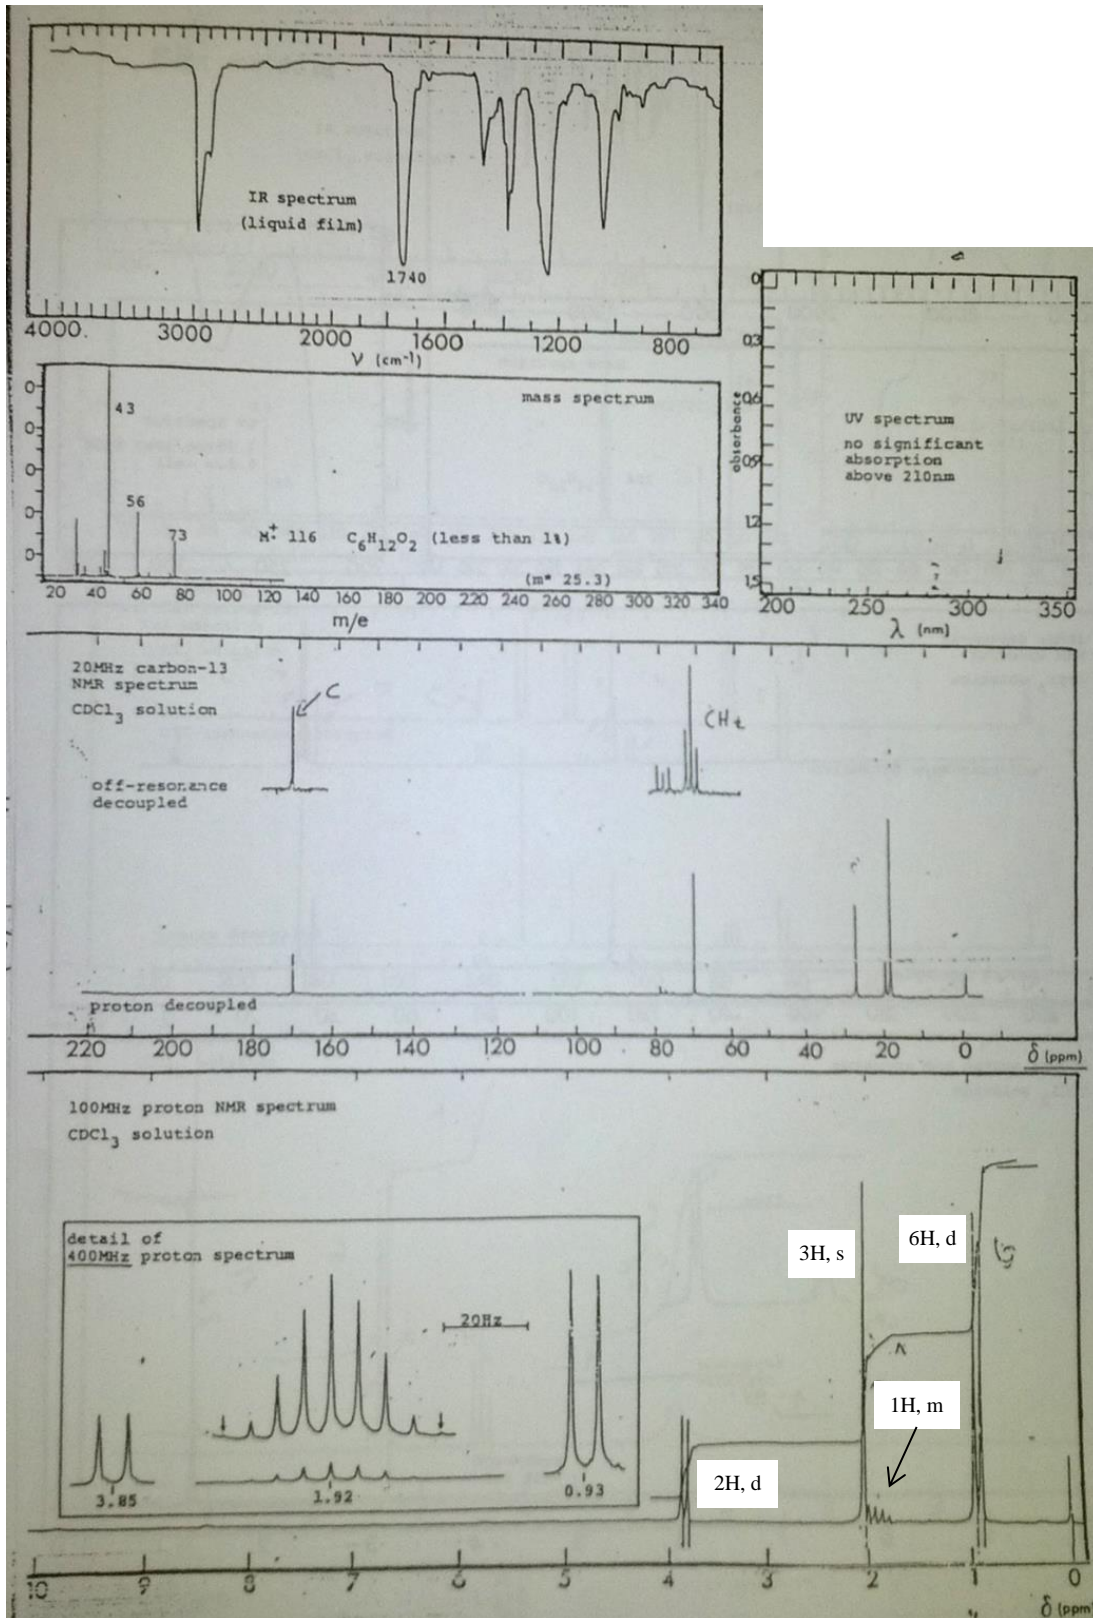 IR spectrum
(liquid film)
1740
4000 3000 2000 1600 1200 800
V (cm⁻¹)
mass spectrum
43
56
73
M⁺· 116 C₆H₁₂O₂ (less than 1%)
(m* 25.3)
20 40 60 80 100 120 140 160 180 200 220 240 260 280 300 320 340
m/e
0
0.3
0.6
0.9
1.2
1.5
absorbance
UV spectrum
no significant
absorption
above 210nm
200 250 300 350
λ (nm)
20MHz carbon-13
NMR spectrum
CDCl₃ solution
C
CH₂
off-resonance
decoupled
proton decoupled
220 200 180 160 140 120 100 80 60 40 20 0 δ (ppm)
100MHz proton NMR spectrum
CDCl₃ solution
detail of
400MHz proton spectrum
20Hz
3.85
1.92
0.93
3H, s
6H, d
1H, m
2H, d
10 9 8 7 6 5 4 3 2 1 0
δ (ppm)